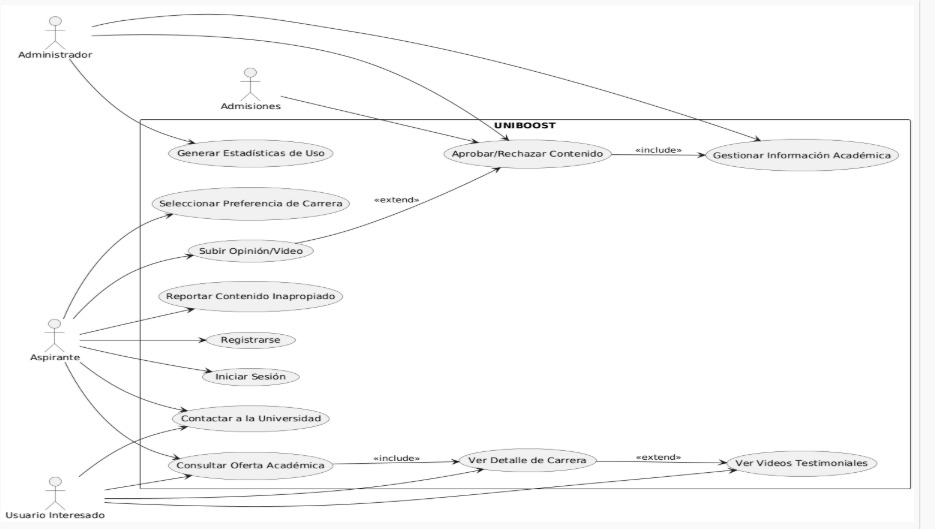 Administrador
Admisiones
UNIBOOST
Generar Estadísticas de Uso
Aprobar/Rechazar Contenido
«include»
Gestionar Información Académica
Seleccionar Preferencia de Carrera
«extend»
Subir Opinión/Video
Reportar Contenido Inapropiado
Registrarse
Aspirante
Iniciar Sesión
Contactar a la Universidad
Consultar Oferta Académica
«include»
Ver Detalle de Carrera
«extend»
Ver Videos Testimoniales
Usuario Interesado